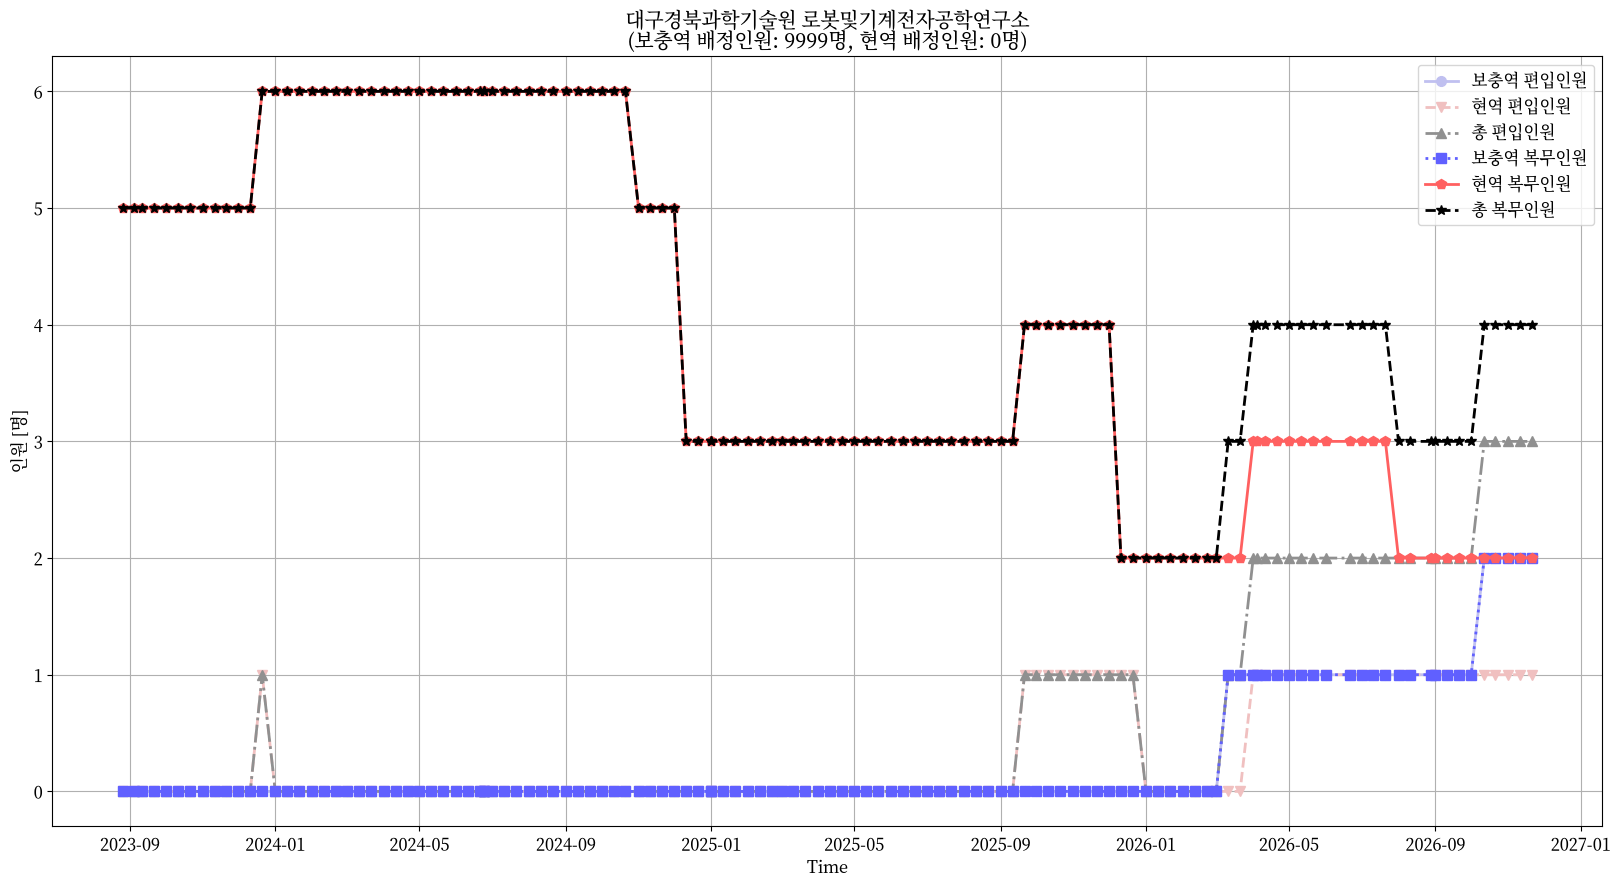 대구경북과학기술원 로봇및기계전자공학연구소
(보충역 배정인원: 9999명, 현역 배정인원: 0명)
보충역 편입인원
현역 편입인원
총 편입인원
보충역 복무인원
현역 복무인원
총 복무인원
인원 [명]
6
5
4
3
2
1
0
2023-09
2024-01
2024-05
2024-09
2025-01
2025-05
2025-09
2026-01
2026-05
2026-09
2027-01
Time